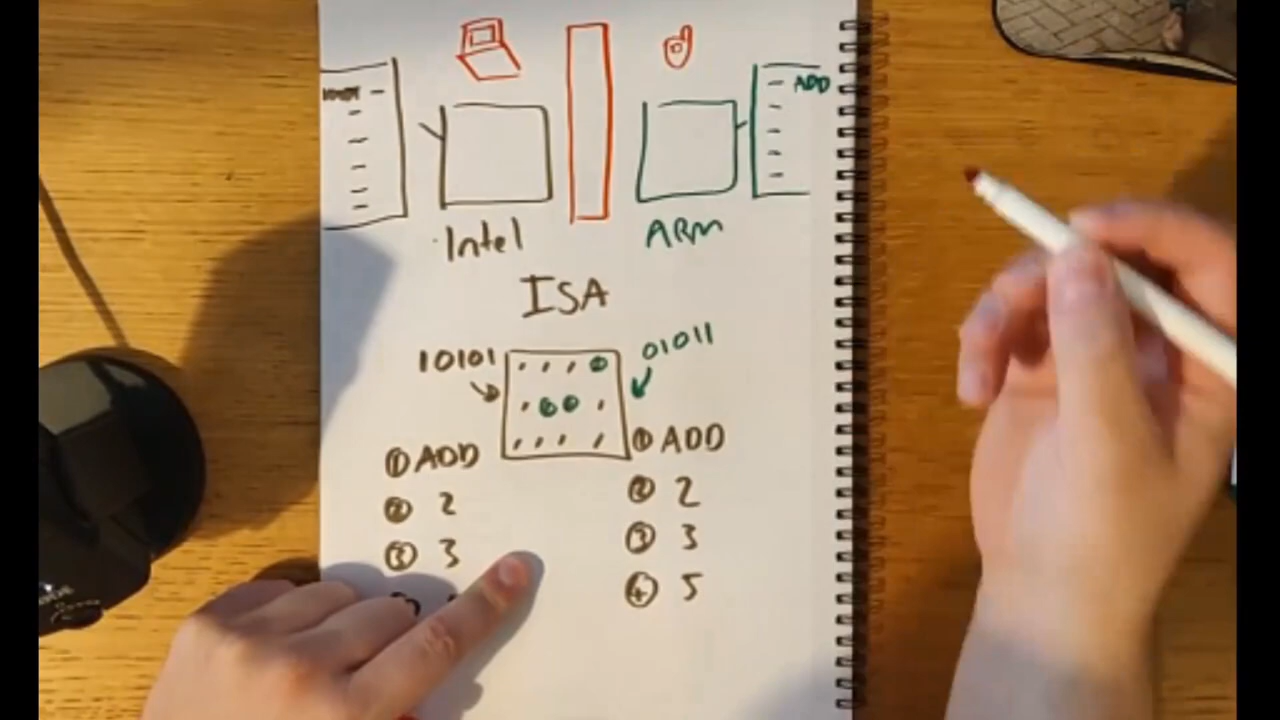 ADD
Intel
ARM
ISA
10101
01011
① ADD
② 2
③ 3
① ADD
② 2
③ 3
④ 5